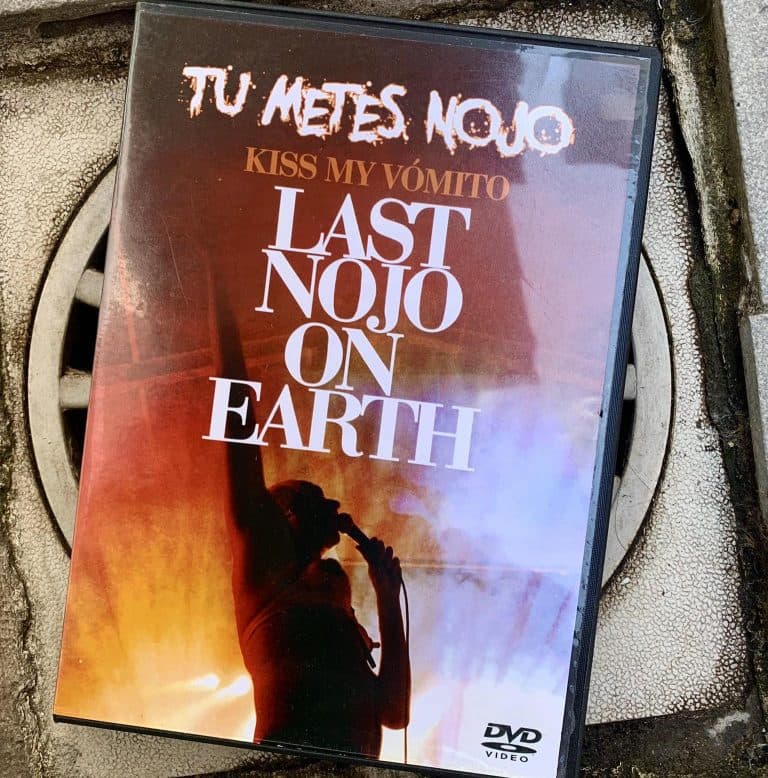 TU METES NOJO
KISS MY VÓMITO
LAST
NOJO
ON
EARTH
DVD
VIDEO